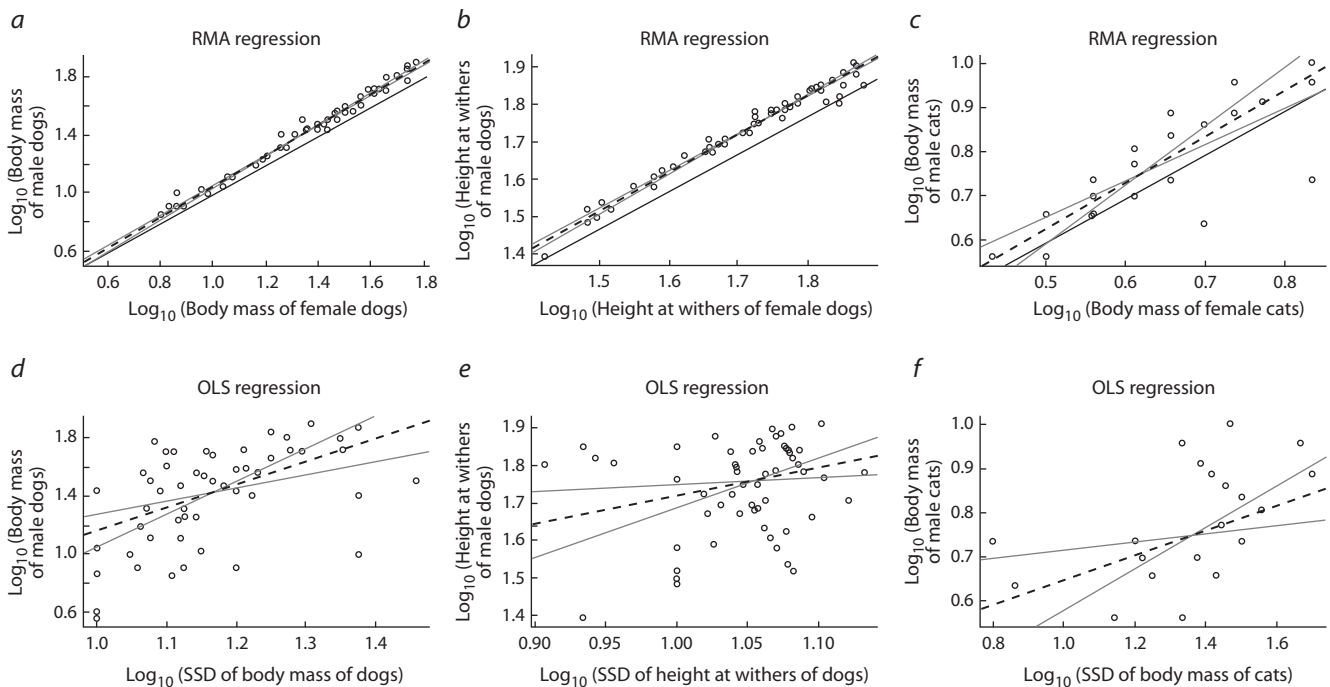 a
RMA regression
Log10 (Body mass
of male dogs)
1.8
1.4
1.0
0.6
0.6 0.8 1.0 1.2 1.4 1.6 1.8
Log10 (Body mass of female dogs)
b
RMA regression
Log10 (Height at withers
of male dogs)
1.9
1.8
1.7
1.6
1.5
1.4
1.5 1.6 1.7 1.8
Log10 (Height at withers of female dogs)
c
RMA regression
Log10 (Body mass
of male cats)
1.0
0.9
0.8
0.7
0.6
0.5 0.6 0.7 0.8
Log10 (Body mass of female cats)
d
OLS regression
Log10 (Body mass
of male dogs)
1.8
1.4
1.0
0.6
1.0 1.1 1.2 1.3 1.4
Log10 (SSD of body mass of dogs)
e
OLS regression
Log10 (Height at withers
of male dogs)
1.9
1.8
1.7
1.6
1.5
1.4
0.90 0.95 1.00 1.05 1.10
Log10 (SSD of height at withers of dogs)
f
OLS regression
Log10 (Body mass
of male cats)
1.0
0.9
0.8
0.7
0.6
0.8 1.0 1.2 1.4 1.6
Log10 (SSD of body mass of cats)